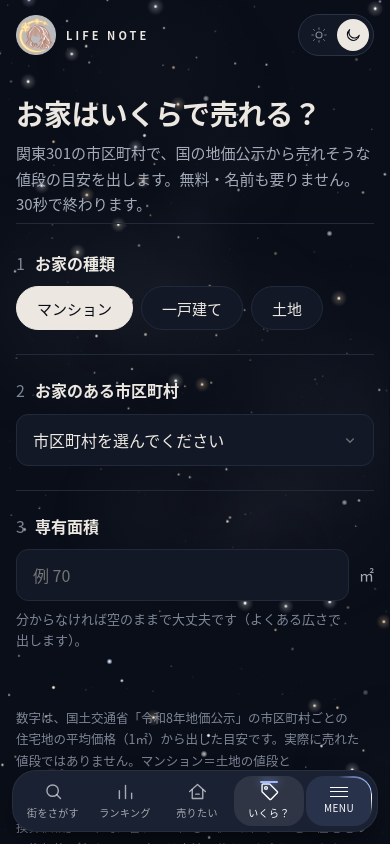 LIFE NOTE
お家はいくらで売れる？
関東301の市区町村で、国の地価公示から売れそうな
値段の目安を出します。無料・名前も要りません。
30秒で終わります。
1 お家の種類
マンション 一戸建て 土地
2 お家のある市区町村
市区町村を選んでください
3 専有面積
例 70 ㎡
分からなければ空のままで大丈夫です（よくある広さで
出します）。
数字は、国土交通省「令和8年地価公示」の市区町村ごとの
住宅地の平均価格（1㎡）から出した目安です。実際に売れた
値段ではありません。マンション＝土地の値段と
街をさがす ランキング 売りたい いくら？ MENU